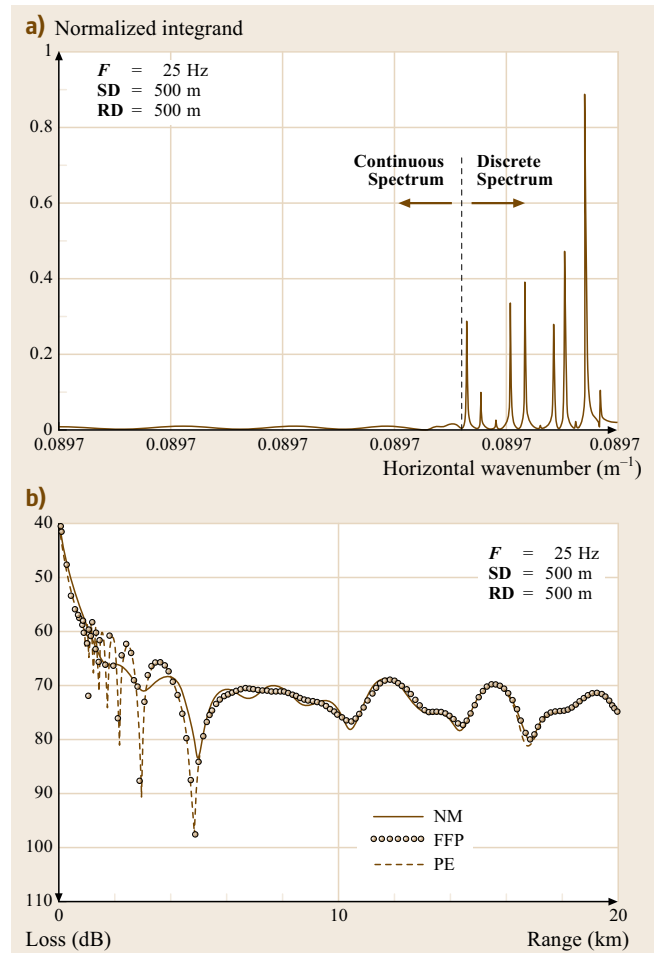 a) Normalized integrand
1
0.8
0.6
0.4
0.2
0
F = 25 Hz
SD = 500 m
RD = 500 m
Continuous Spectrum
Discrete Spectrum
0.0897 0.0897 0.0897 0.0897 0.0897 0.0897
Horizontal wavenumber (m⁻¹)
b)
40
50
60
70
80
90
100
110
F = 25 Hz
SD = 500 m
RD = 500 m
NM
FFP
PE
0 10 20
Loss (dB) Range (km)